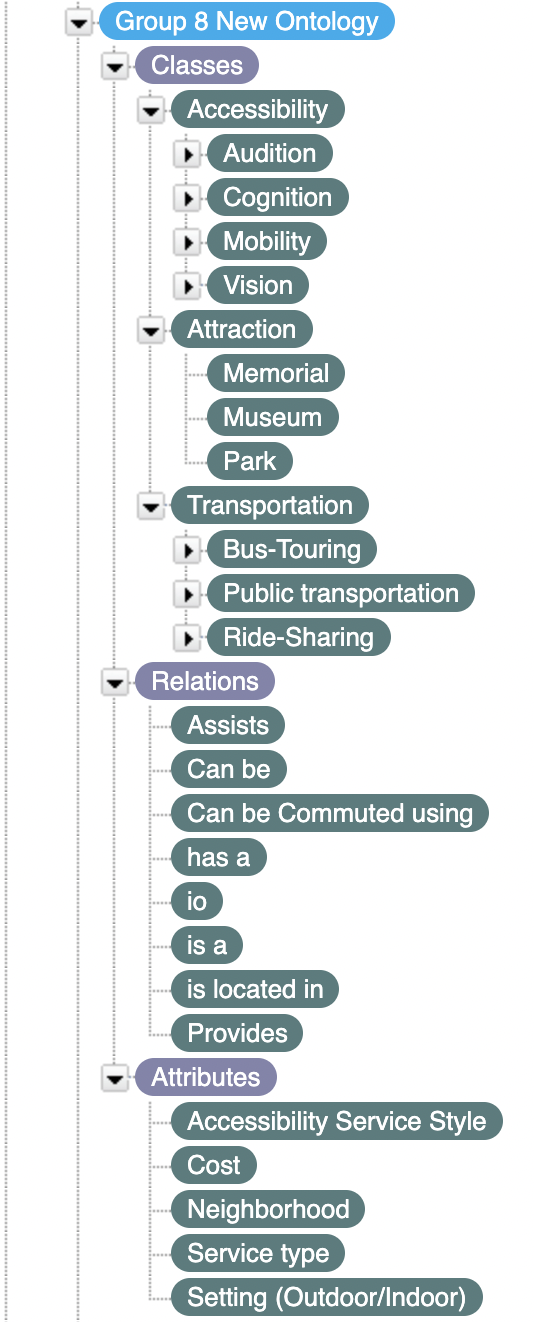 Group 8 New Ontology
Classes
Accessibility
Audition
Cognition
Mobility
Vision
Attraction
Memorial
Museum
Park
Transportation
Bus-Touring
Public transportation
Ride-Sharing
Relations
Assists
Can be
Can be Commuted using
has a
io
is a
is located in
Provides
Attributes
Accessibility Service Style
Cost
Neighborhood
Service type
Setting (Outdoor/Indoor)